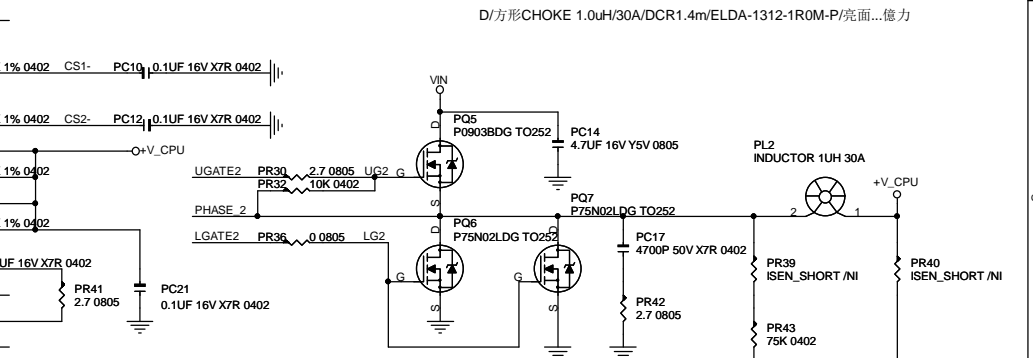 D/方形CHOKE 1.0uH/30A/DCR1.4m/ELDA-1312-1R0M-P/亮面...億力
1% 0402 CS1- PC10 0.1UF 16V X7R 0402
1% 0402 CS2- PC12 0.1UF 16V X7R 0402
+V_CPU
1% 0402
1% 0402
UF 16V X7R 0402
PR41
2.7 0805
PC21
0.1UF 16V X7R 0402
VIN
D
PQ5
P0903BDG TO252
PC14
4.7UF 16V Y5V 0805
UGATE2 PR30 2.7 0805 UG2 G
PR32 10K 0402
S
PHASE_2
LGATE2 PR36 0 0805 LG2
D
PQ6
P75N02LDG TO252
G
S
PQ7
P75N02LDG TO252
D
G
S
PC17
4700P 50V X7R 0402
PR42
2.7 0805
PL2
INDUCTOR 1UH 30A
2 1
+V_CPU
PR39
ISEN_SHORT /NI
PR43
75K 0402
PR40
ISEN_SHORT /NI